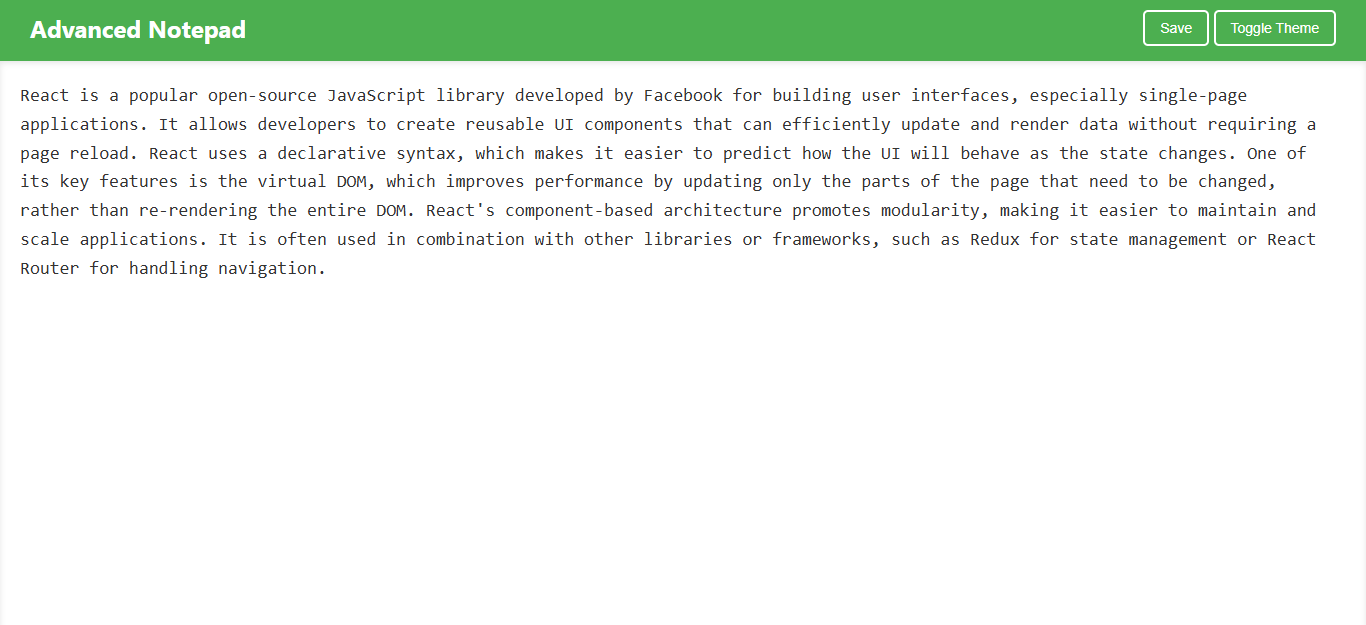 Advanced Notepad
Save
Toggle Theme
React is a popular open-source JavaScript library developed by Facebook for building user interfaces, especially single-page
applications. It allows developers to create reusable UI components that can efficiently update and render data without requiring a
page reload. React uses a declarative syntax, which makes it easier to predict how the UI will behave as the state changes. One of
its key features is the virtual DOM, which improves performance by updating only the parts of the page that need to be changed,
rather than re-rendering the entire DOM. React's component-based architecture promotes modularity, making it easier to maintain and
scale applications. It is often used in combination with other libraries or frameworks, such as Redux for state management or React
Router for handling navigation.